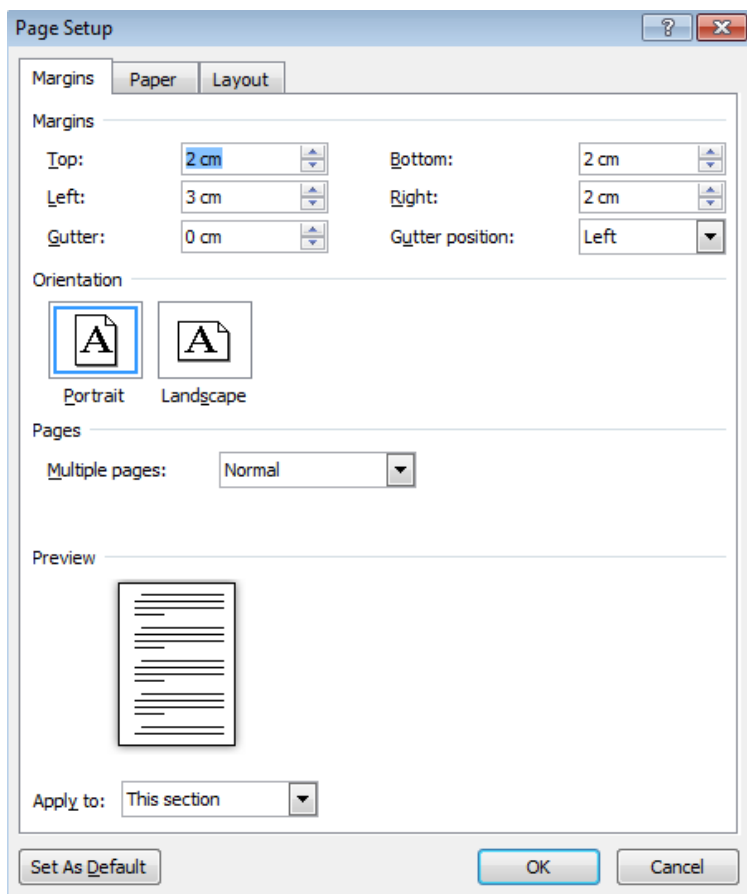 Page Setup
Margins Paper Layout
Margins
Top: 2 cm Bottom: 2 cm
Left: 3 cm Right: 2 cm
Gutter: 0 cm Gutter position: Left
Orientation
A A
Portrait Landscape
Pages
Multiple pages: Normal
Preview
Apply to: This section
Set As Default OK Cancel